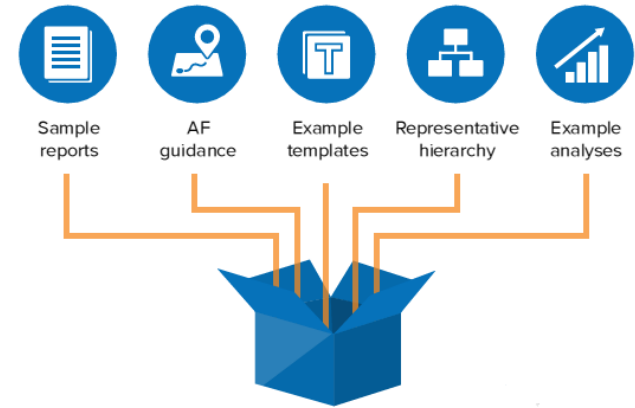 Sample
reports
AF
guidance
T
Example
templates
Representative
hierarchy
Example
analyses